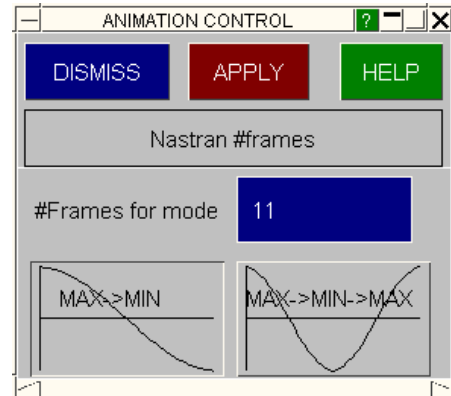 ANIMATION CONTROL ?
DISMISS APPLY HELP
Nastran #frames
#Frames for mode 11
MAX->MIN MAX->MIN->MAX